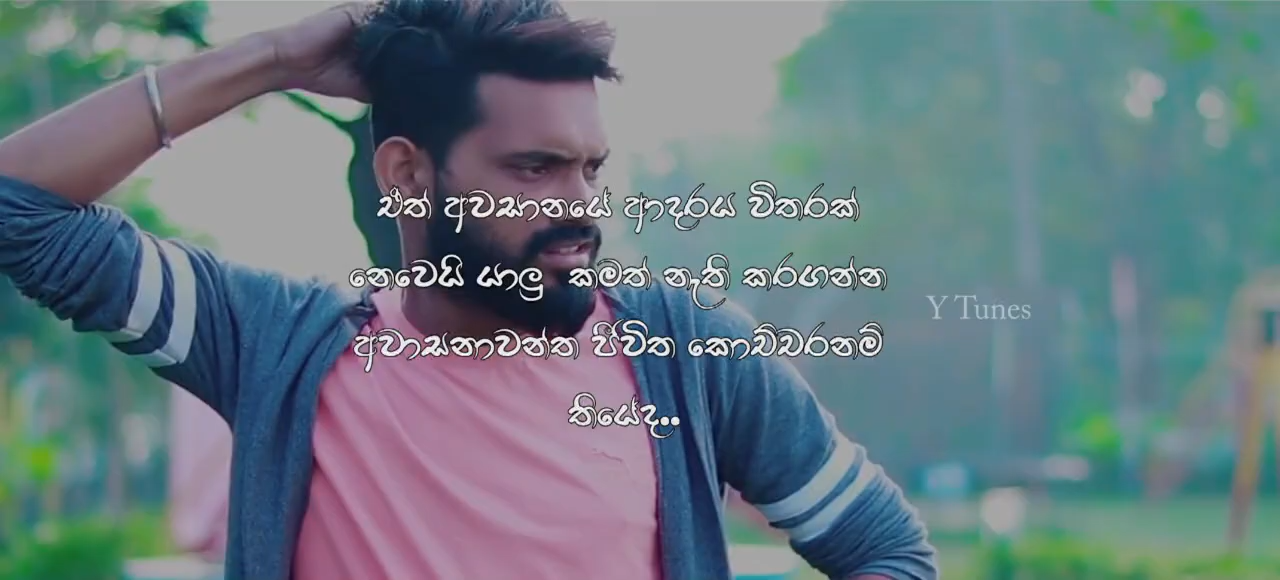 ඒත් අවසානයේ ආදරය විතරක්
නෙවෙයි යාලු කමත් නැති කරගන්න
අවාසනාවන්ත ජීවිත කොච්චරනම්
තියේද..
Y Tunes